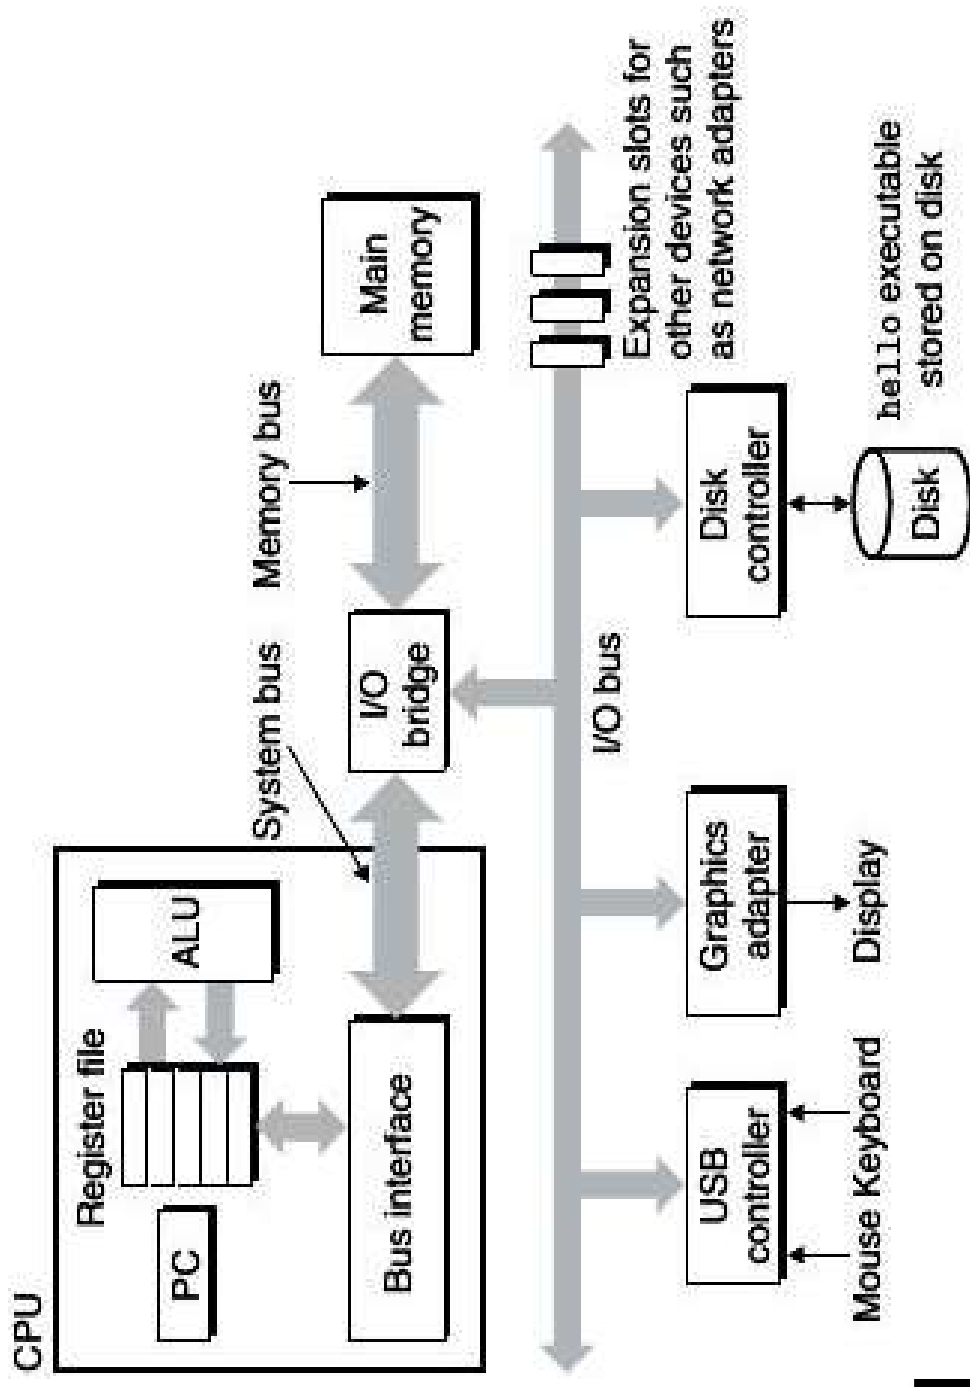 CPU
Register file
PC
ALU
Bus interface
System bus
Memory bus
I/O
bridge
Main
memory
I/O bus
Expansion slots for
other devices such
as network adapters
USB
controller
Graphics
adapter
Disk
controller
Mouse Keyboard
Display
Disk
hello executable
stored on disk